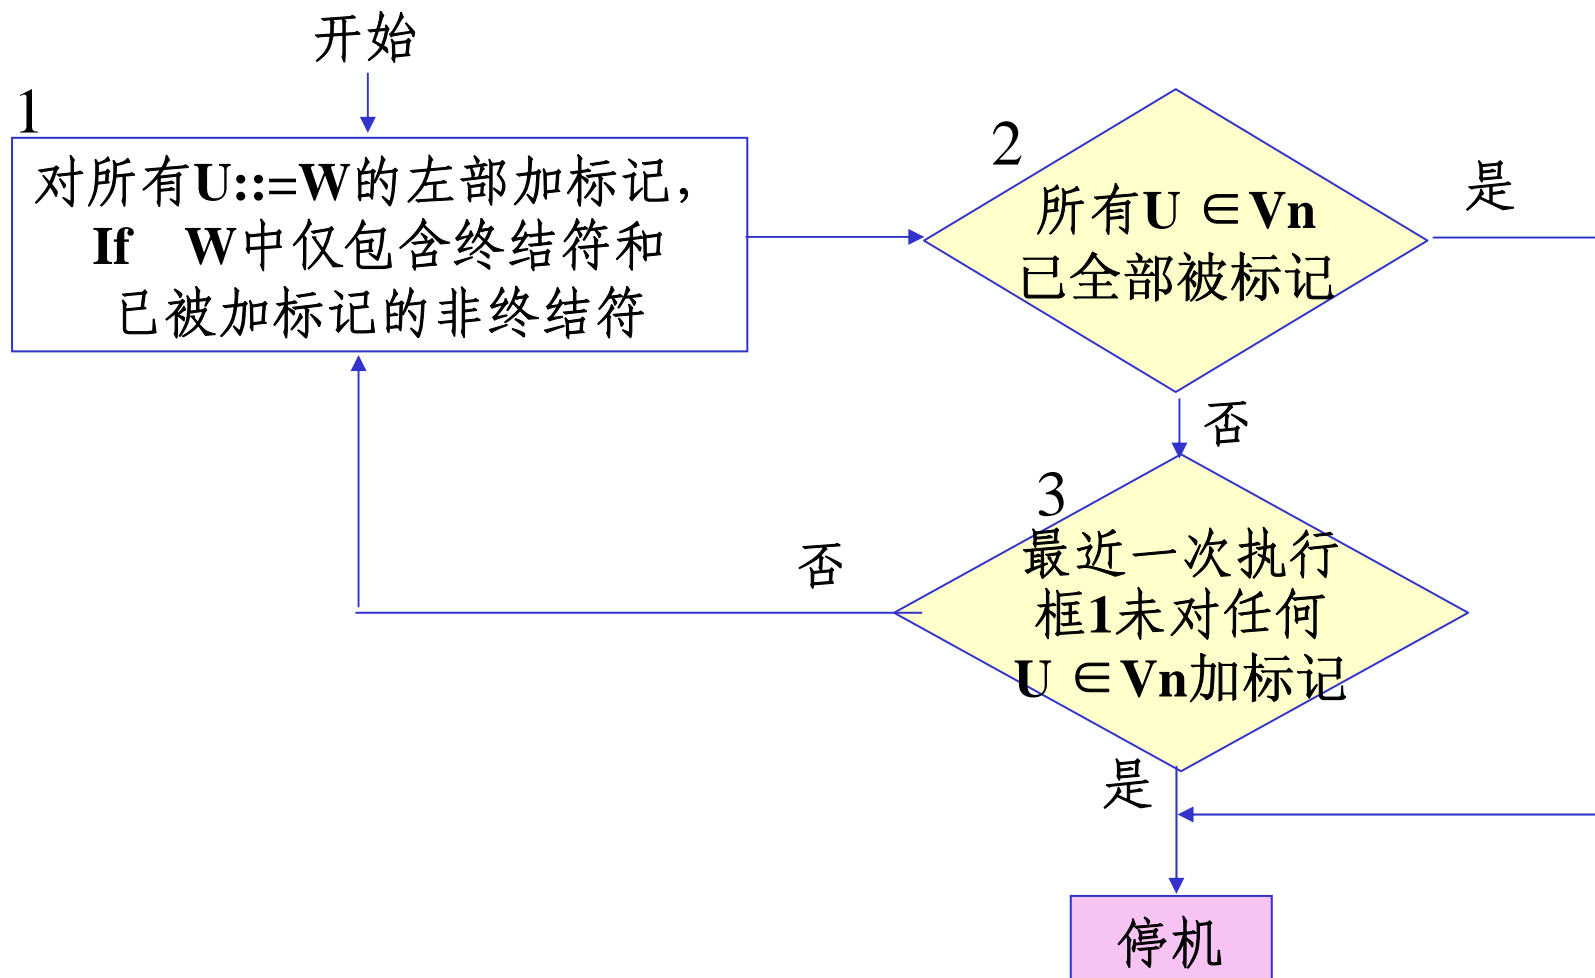 开始
1
对所有U::=W的左部加标记，
If W中仅包含终结符和
已被加标记的非终结符
2
所有U ∈Vn
已全部被标记
是
否
3
最近一次执行
框1未对任何
U ∈Vn加标记
否
是
停机